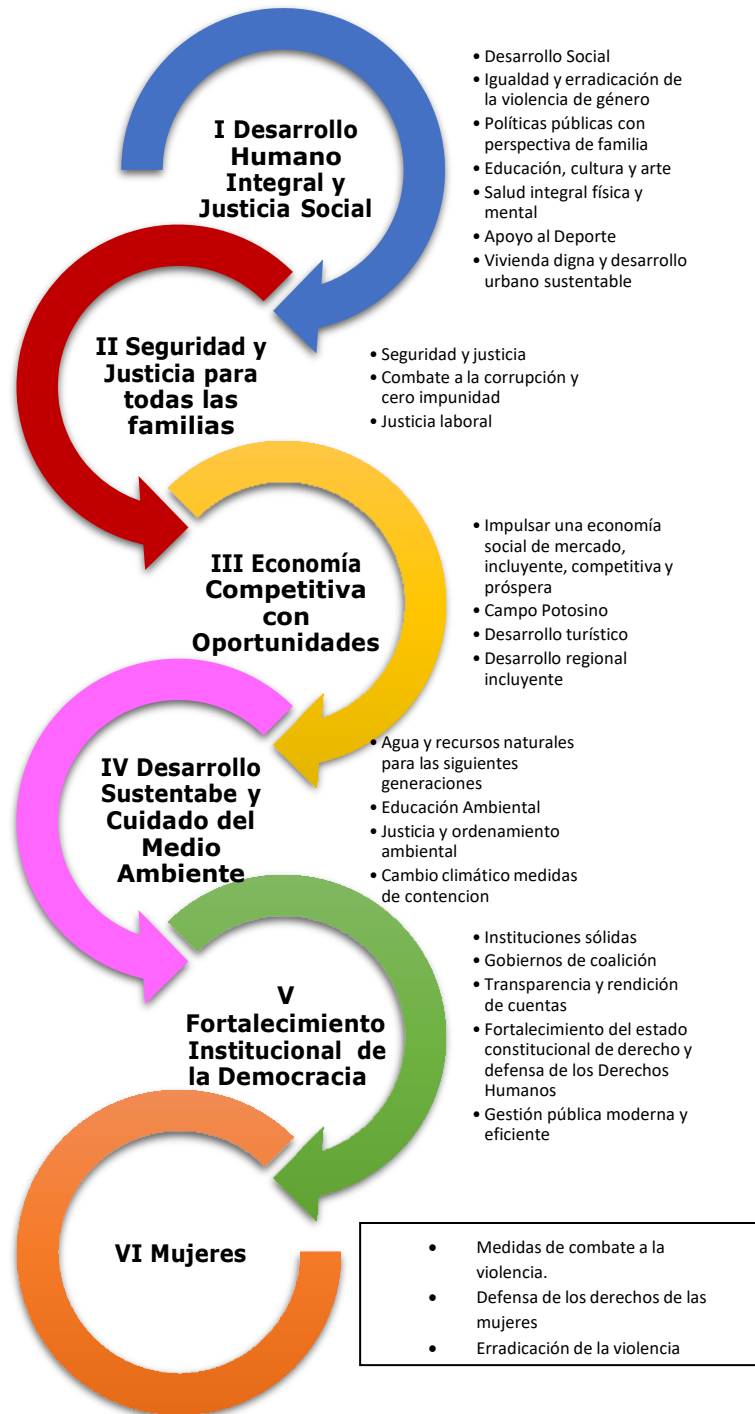 I Desarrollo
Humano
Integral y
Justicia Social
• Desarrollo Social
• Igualdad y erradicación de
la violencia de género
• Políticas públicas con
perspectiva de familia
• Educación, cultura y arte
• Salud integral física y
mental
• Apoyo al Deporte
• Vivienda digna y desarrollo
urbano sustentable
II Seguridad y
Justicia para
todas las
familias
• Seguridad y justicia
• Combate a la corrupción y
cero impunidad
• Justicia laboral
III Economía
Competitiva
con
Oportunidades
• Impulsar una economía
social de mercado,
incluyente, competitiva y
próspera
• Campo Potosino
• Desarrollo turístico
• Desarrollo regional
incluyente
IV Desarrollo
Sustentabe y
Cuidado del
Medio
Ambiente
• Agua y recursos naturales
para las siguientes
generaciones
• Educación Ambiental
• Justicia y ordenamiento
ambiental
• Cambio climático medidas
de contencion
V
Fortalecimiento
Institucional de
la Democracia
• Instituciones sólidas
• Gobiernos de coalición
• Transparencia y rendición
de cuentas
• Fortalecimiento del estado
constitucional de derecho y
defensa de los Derechos
Humanos
• Gestión pública moderna y
eficiente
VI Mujeres
• Medidas de combate a la
violencia.
• Defensa de los derechos de las
mujeres
• Erradicación de la violencia